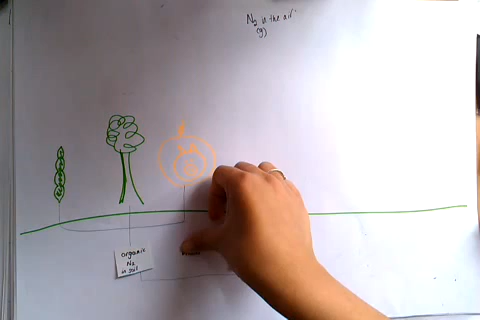 N₂ in the air
(g)
organic
N₂
in soil